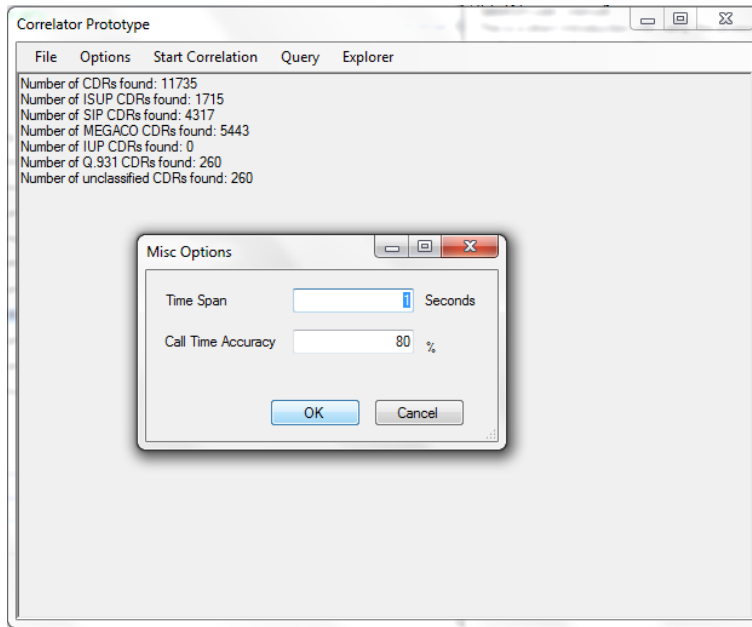 Correlator Prototype
File Options Start Correlation Query Explorer
Number of CDRs found: 11735
Number of ISUP CDRs found: 1715
Number of SIP CDRs found: 4317
Number of MEGACO CDRs found: 5443
Number of IUP CDRs found: 0
Number of Q.931 CDRs found: 260
Number of unclassified CDRs found: 260
Misc Options
Time Span 1 Seconds
Call Time Accuracy 80 %
OK Cancel